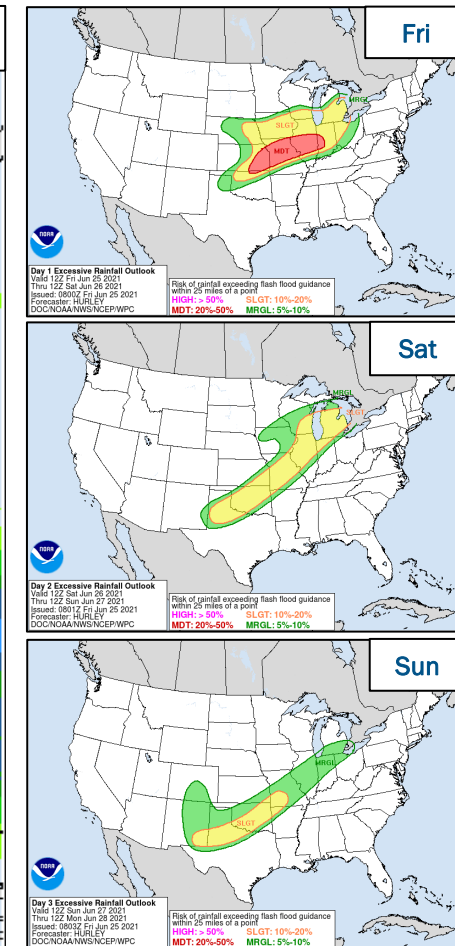 Fri
MRGL
SLGT
MDT
NOAA
Day 1 Excessive Rainfall Outlook
Valid 12Z Fri Jun 25 2021
Thru 12Z Sat Jun 26 2021
Issued: 0800Z Fri Jun 25 2021
Forecaster: HURLEY
DOC/NOAA/NWS/NCEP/WPC
Risk of rainfall exceeding flash flood guidance
within 25 miles of a point
HIGH: > 50% SLGT: 10%-20%
MDT: 20%-50% MRGL: 5%-10%
Sat
MRGL
SLGT
NOAA
Day 2 Excessive Rainfall Outlook
Valid 12Z Sat Jun 26 2021
Thru 12Z Sun Jun 27 2021
Issued: 0801Z Fri Jun 25 2021
Forecaster: HURLEY
DOC/NOAA/NWS/NCEP/WPC
Risk of rainfall exceeding flash flood guidance
within 25 miles of a point
HIGH: > 50% SLGT: 10%-20%
MDT: 20%-50% MRGL: 5%-10%
Sun
MRGL
SLGT
NOAA
Day 3 Excessive Rainfall Outlook
Valid 12Z Sun Jun 27 2021
Thru 12Z Mon Jun 28 2021
Issued: 0803Z Fri Jun 25 2021
Forecaster: HURLEY
DOC/NOAA/NWS/NCEP/WPC
Risk of rainfall exceeding flash flood guidance
within 25 miles of a point
HIGH: > 50% SLGT: 10%-20%
MDT: 20%-50% MRGL: 5%-10%